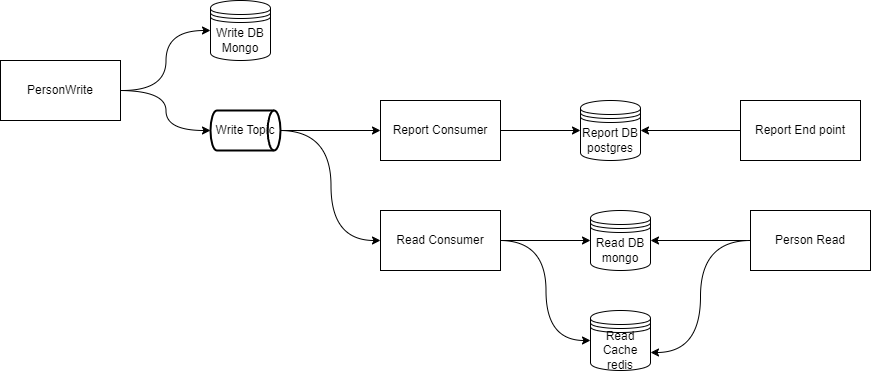 Write DB
Mongo
PersonWrite
Write Topic
Report Consumer
Report DB
postgres
Report End point
Read Consumer
Read DB
mongo
Person Read
Read
Cache
redis